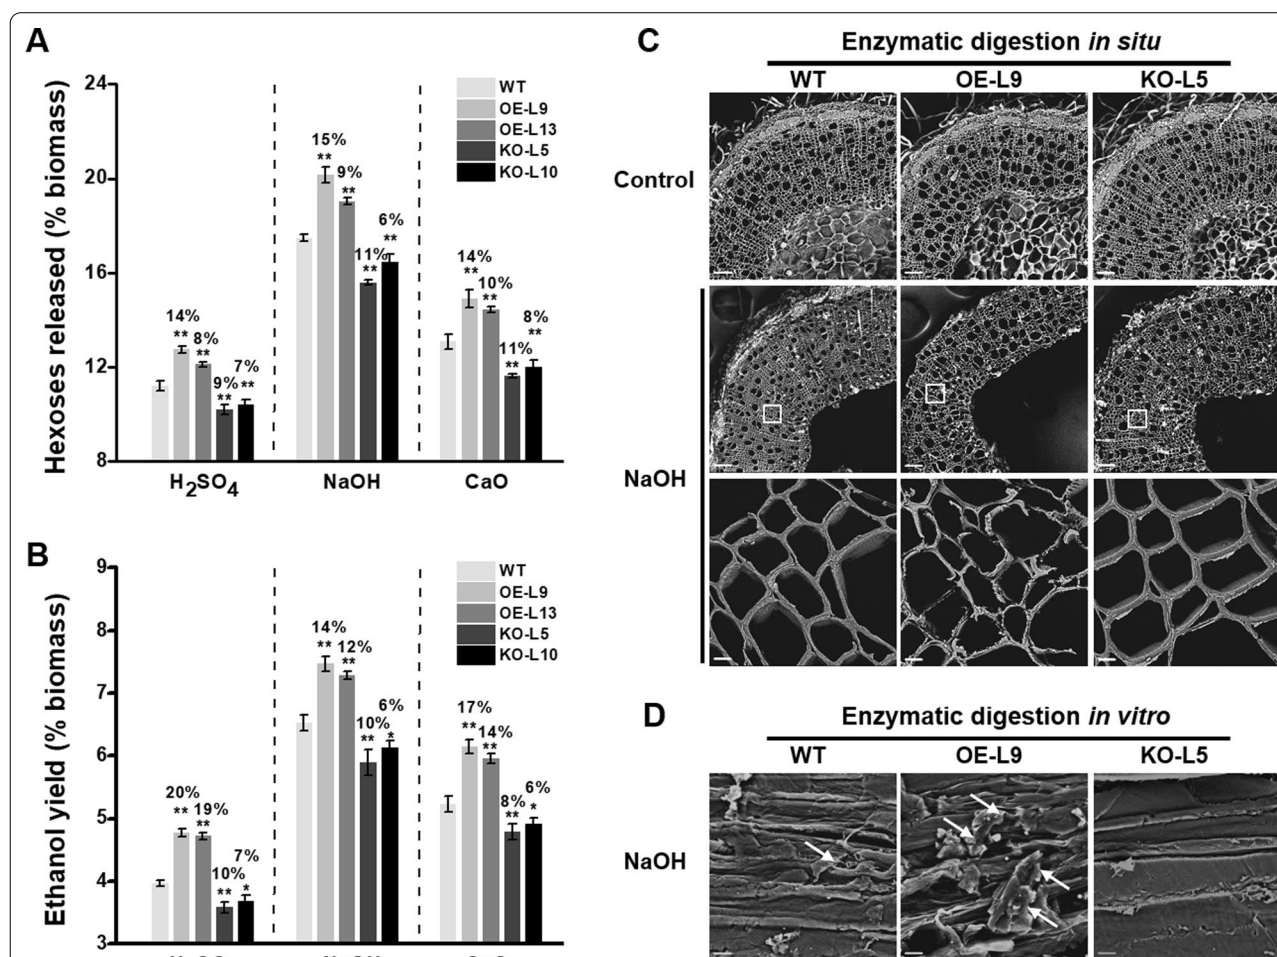 A
Hexoses released (% biomass)
24
20
16
12
8
WT
OE-L9
OE-L13
KO-L5
KO-L10
14%
**
8%
**
9%
**
7%
**
15%
**
9%
**
11%
**
6%
**
14%
**
10%
**
11%
**
8%
**
H2SO4
NaOH
CaO
B
Ethanol yield (% biomass)
9
8
7
6
5
4
3
WT
OE-L9
OE-L13
KO-L5
KO-L10
20%
**
19%
**
10%
**
7%
*
14%
**
12%
**
10%
**
6%
*
17%
**
14%
**
8%
**
6%
*
C
Enzymatic digestion in situ
WT
OE-L9
KO-L5
Control
NaOH
D
Enzymatic digestion in vitro
WT
OE-L9
KO-L5
NaOH